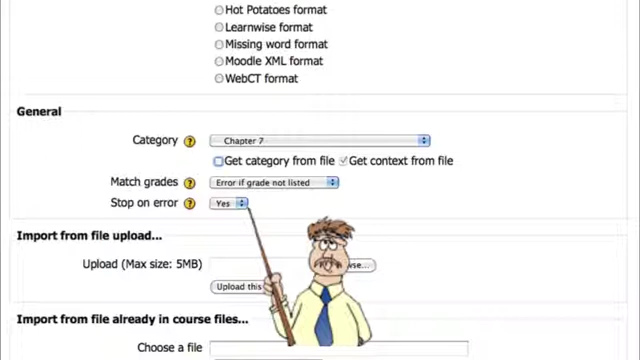 Hot Potatoes format
Learnwise format
Missing word format
Moodle XML format
WebCT format
General
Category ? Chapter 7
Get category from file Get context from file
Match grades ? Error if grade not listed
Stop on error ? Yes
Import from file upload...
Upload (Max size: 5MB)
Upload this
Import from file already in course files...
Choose a file